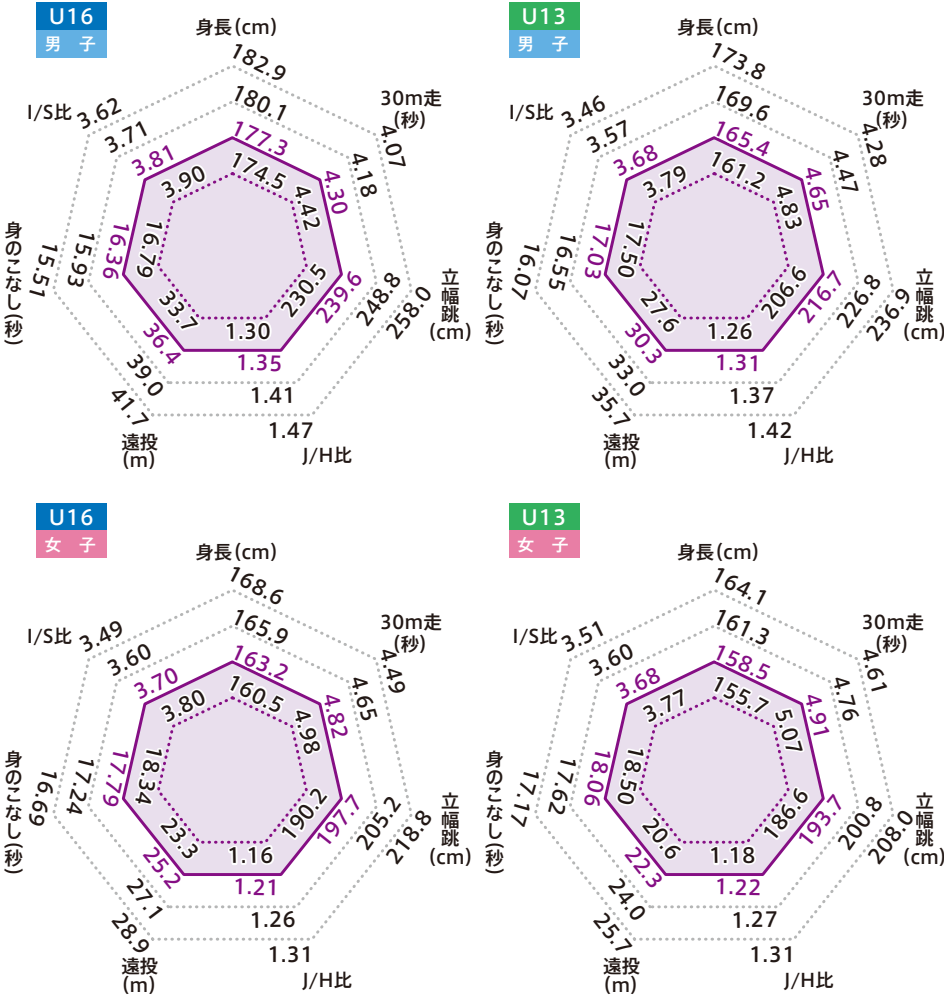 U16
男 子
身長(cm)
182.9
180.1
177.3
174.5
30m走
(秒)
4.07
4.18
4.30
4.42
立幅跳
(cm)
258.0
248.8
239.6
230.5
J/H比
1.47
1.41
1.35
1.30
遠投
(m)
41.7
39.0
36.4
33.7
身のこなし(秒)
15.51
15.93
16.36
16.79
I/S比
3.62
3.71
3.81
3.90
U13
男 子
身長(cm)
173.8
169.6
165.4
161.2
30m走
(秒)
4.28
4.47
4.65
4.83
立幅跳
(cm)
236.9
226.8
216.7
206.6
J/H比
1.42
1.37
1.31
1.26
遠投
(m)
35.7
33.0
30.3
27.6
身のこなし(秒)
16.07
16.55
17.03
17.50
I/S比
3.46
3.57
3.68
3.79
U16
女 子
身長(cm)
168.6
165.9
163.2
160.5
30m走
(秒)
4.49
4.65
4.82
4.98
立幅跳
(cm)
218.8
205.2
197.7
190.2
J/H比
1.31
1.26
1.21
1.16
遠投
(m)
28.9
27.1
25.2
23.3
身のこなし(秒)
16.69
17.24
17.79
18.34
I/S比
3.49
3.60
3.70
3.80
U13
女 子
身長(cm)
164.1
161.3
158.5
155.7
30m走
(秒)
4.61
4.76
4.91
5.07
立幅跳
(cm)
208.0
200.8
193.7
186.6
J/H比
1.31
1.27
1.22
1.18
遠投
(m)
25.7
24.0
22.3
20.6
身のこなし(秒)
17.17
17.62
18.06
18.50
I/S比
3.51
3.60
3.68
3.77